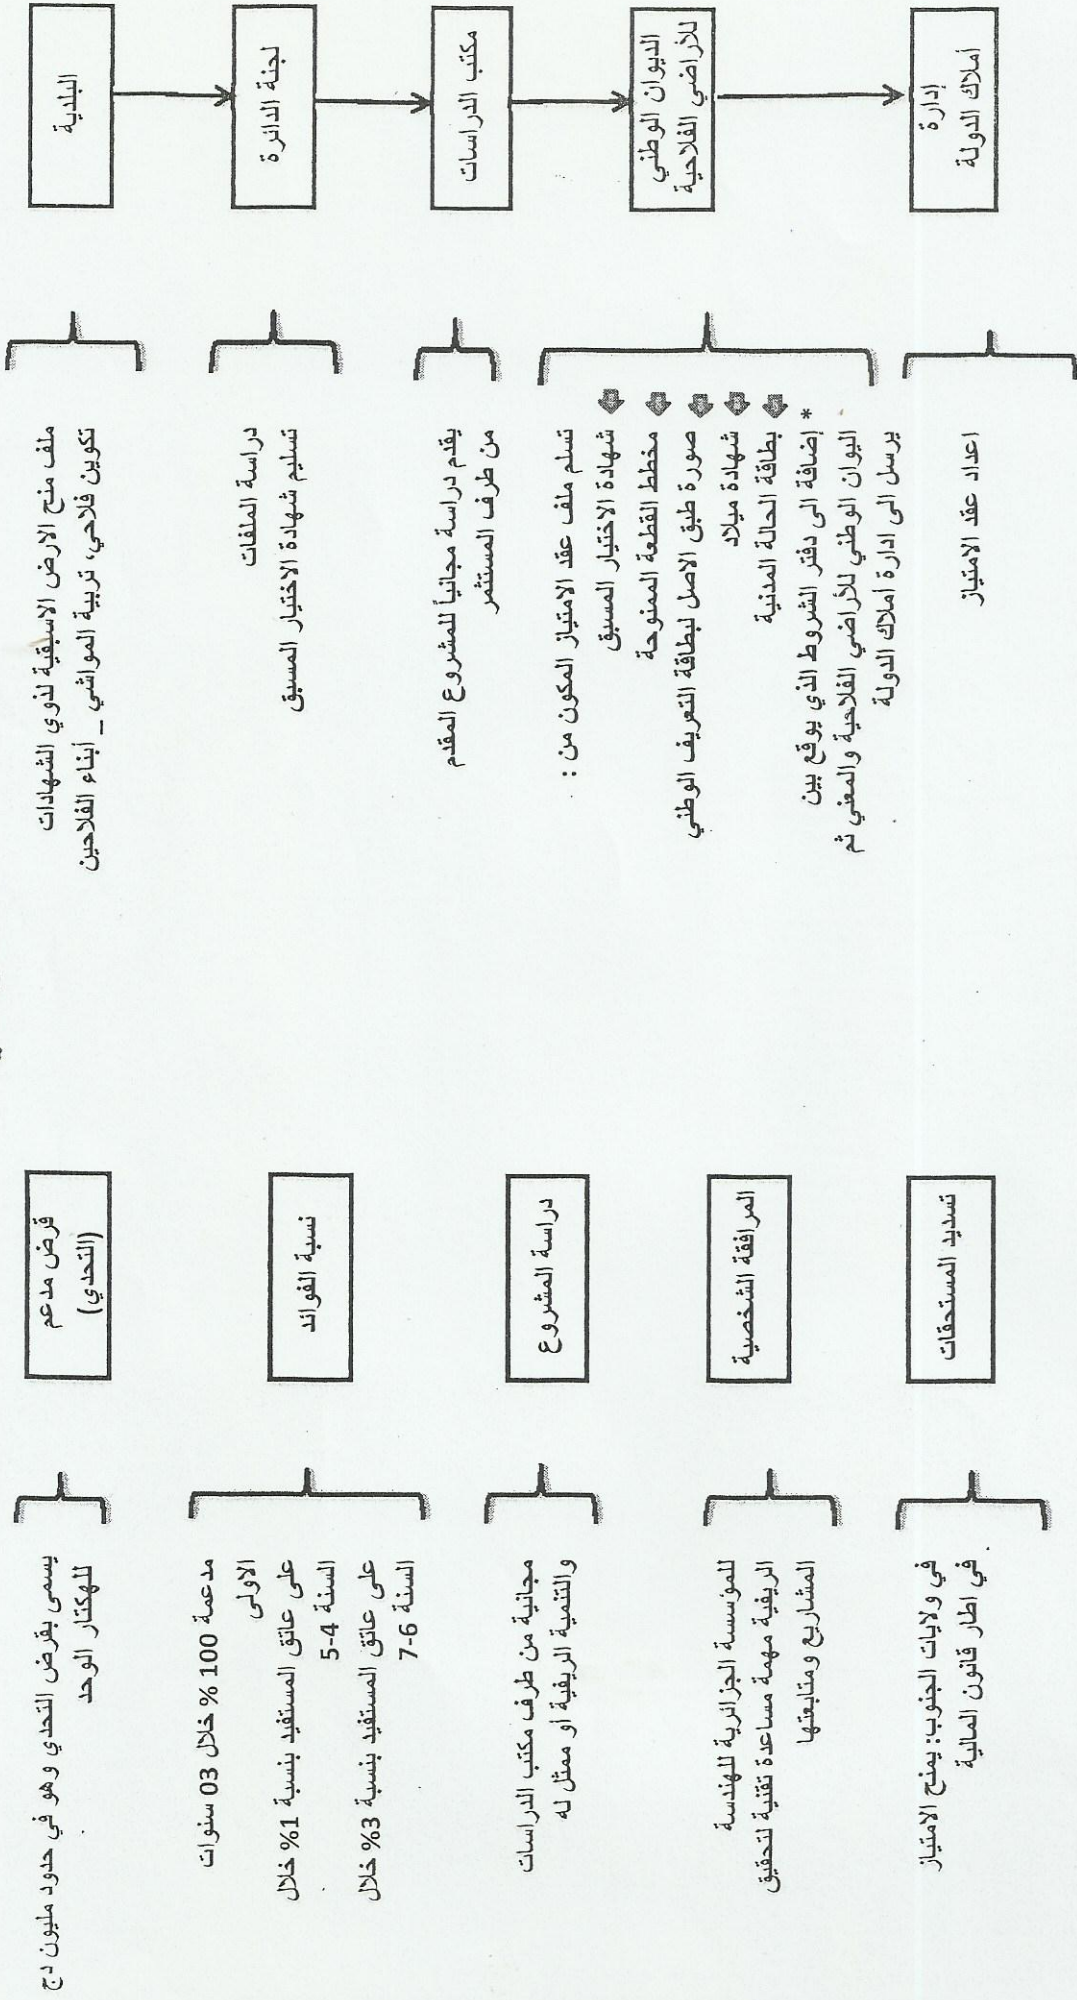 البلدية
ملف منح الارض الاسبقية لذوي الشهادات
تكوين فلاحي، تربية المواشي _ أبناء الفلاحين
لجنة الدائرة
دراسة الملفات
تسليم شهادة الاختيار المسبق
مكتب الدراسات
يقدم دراسة مجانياً للمشروع المقدم
من طرف المستثمر
الديوان الوطني
للأراضي الفلاحية
تسلم ملف عقد الامتياز المكون من :
شهادة الاختيار المسبق
مخطط القطعة الممنوحة
صورة طبق الاصل لبطاقة التعريف الوطني
شهادة ميلاد
بطاقة الحالة المدنية
* إضافة الى دفتر الشروط الذي يوقع بين
اليوان الوطني للأراضي الفلاحية والمعني ثم
يرسل الى ادارة املاك الدولة
إدارة
أملاك الدولة
اعداد عقد الامتياز
قرض مدعم
(التحدي)
يسمى بقرض التحدي وهو في حدود مليون دج
للهكتار الوحد
نسبة الفوائد
مدعمة 100 % خلال 03 سنوات
الاولى
على عاتق المستفيد بنسبة 1% خلال
السنة 4-5
على عاتق المستفيد بنسبة 3% خلال
السنة 6-7
دراسة المشروع
مجانية من طرف مكتب الدراسات
والتنمية الريفية او ممثل له
المرافقة الشخصية
للمؤسسة الجزائرية للهندسة
الريفية مهمة مساعدة تقنية لتحقيق
المشاريع ومتابعتها
تسديد المستحقات
في ولايات الجنوب: يمنح الامتياز
في اطار قانون المالية